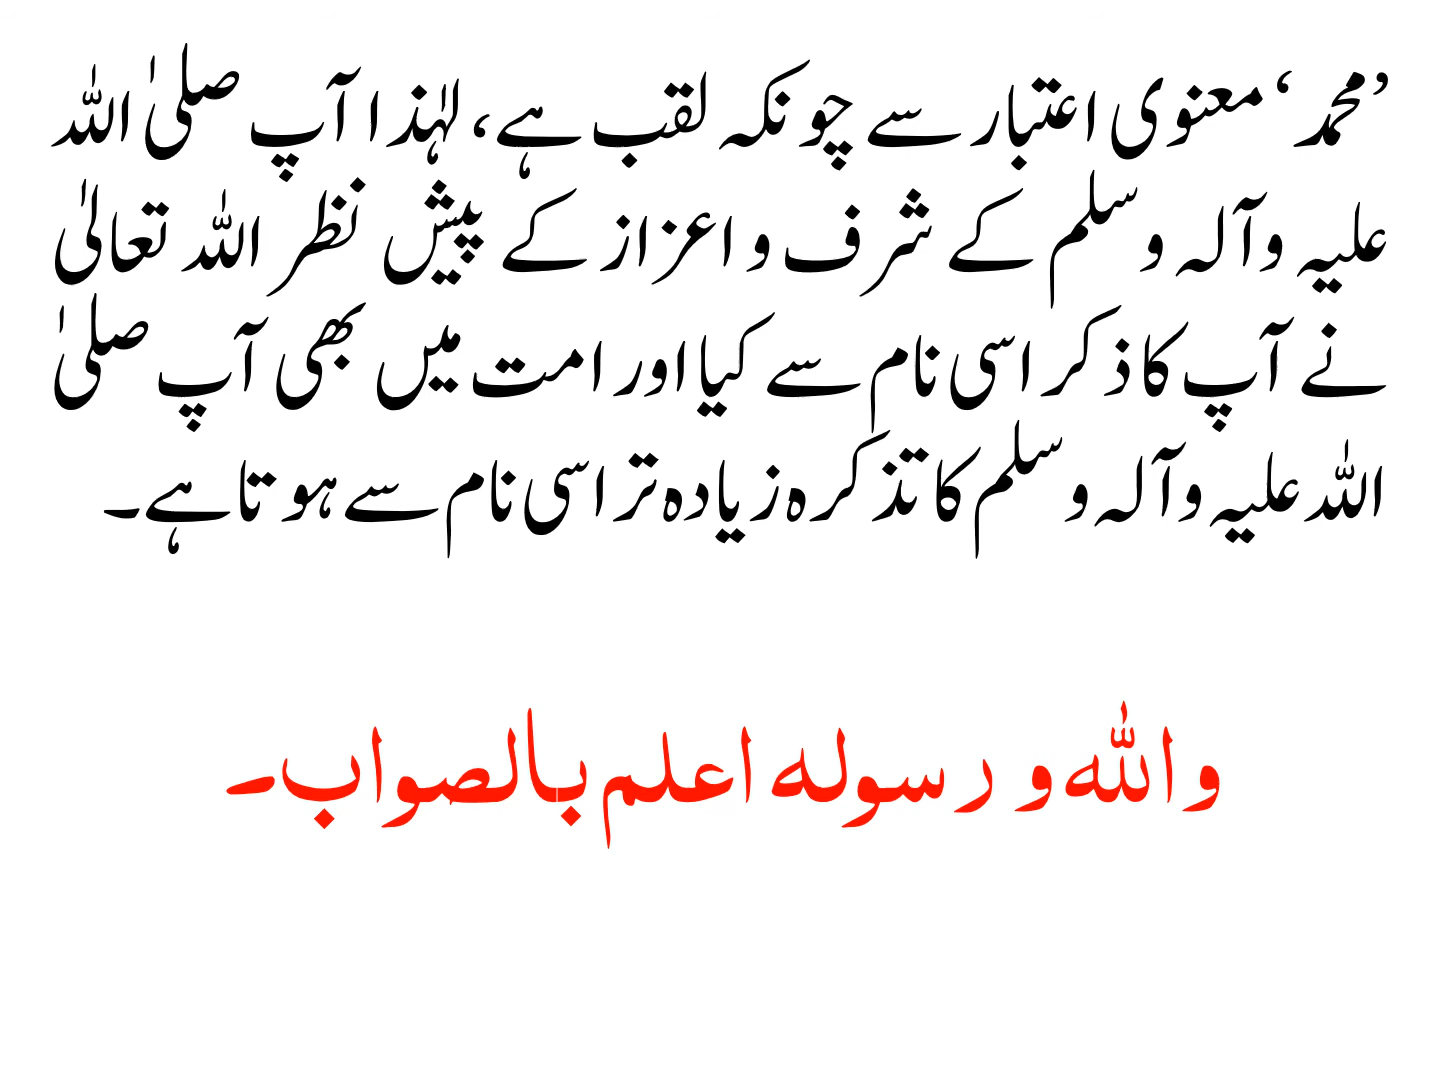 ’محمد‘ معنوی اعتبار سے چونکہ لقب ہے، لہٰذا آپ صلیٰ اللہ
علیہ وآلہ وسلم کے شرف و اعزاز کے پیش نظر اللہ تعالیٰ
نے آپ کا ذکر اسی نام سے کیا اور امت میں بھی آپ صلیٰ
اللہ علیہ وآلہ وسلم کا تذکرہ زیادہ تر اسی نام سے ہوتا ہے۔
واللہ و رسولہ اعلم بالصواب۔